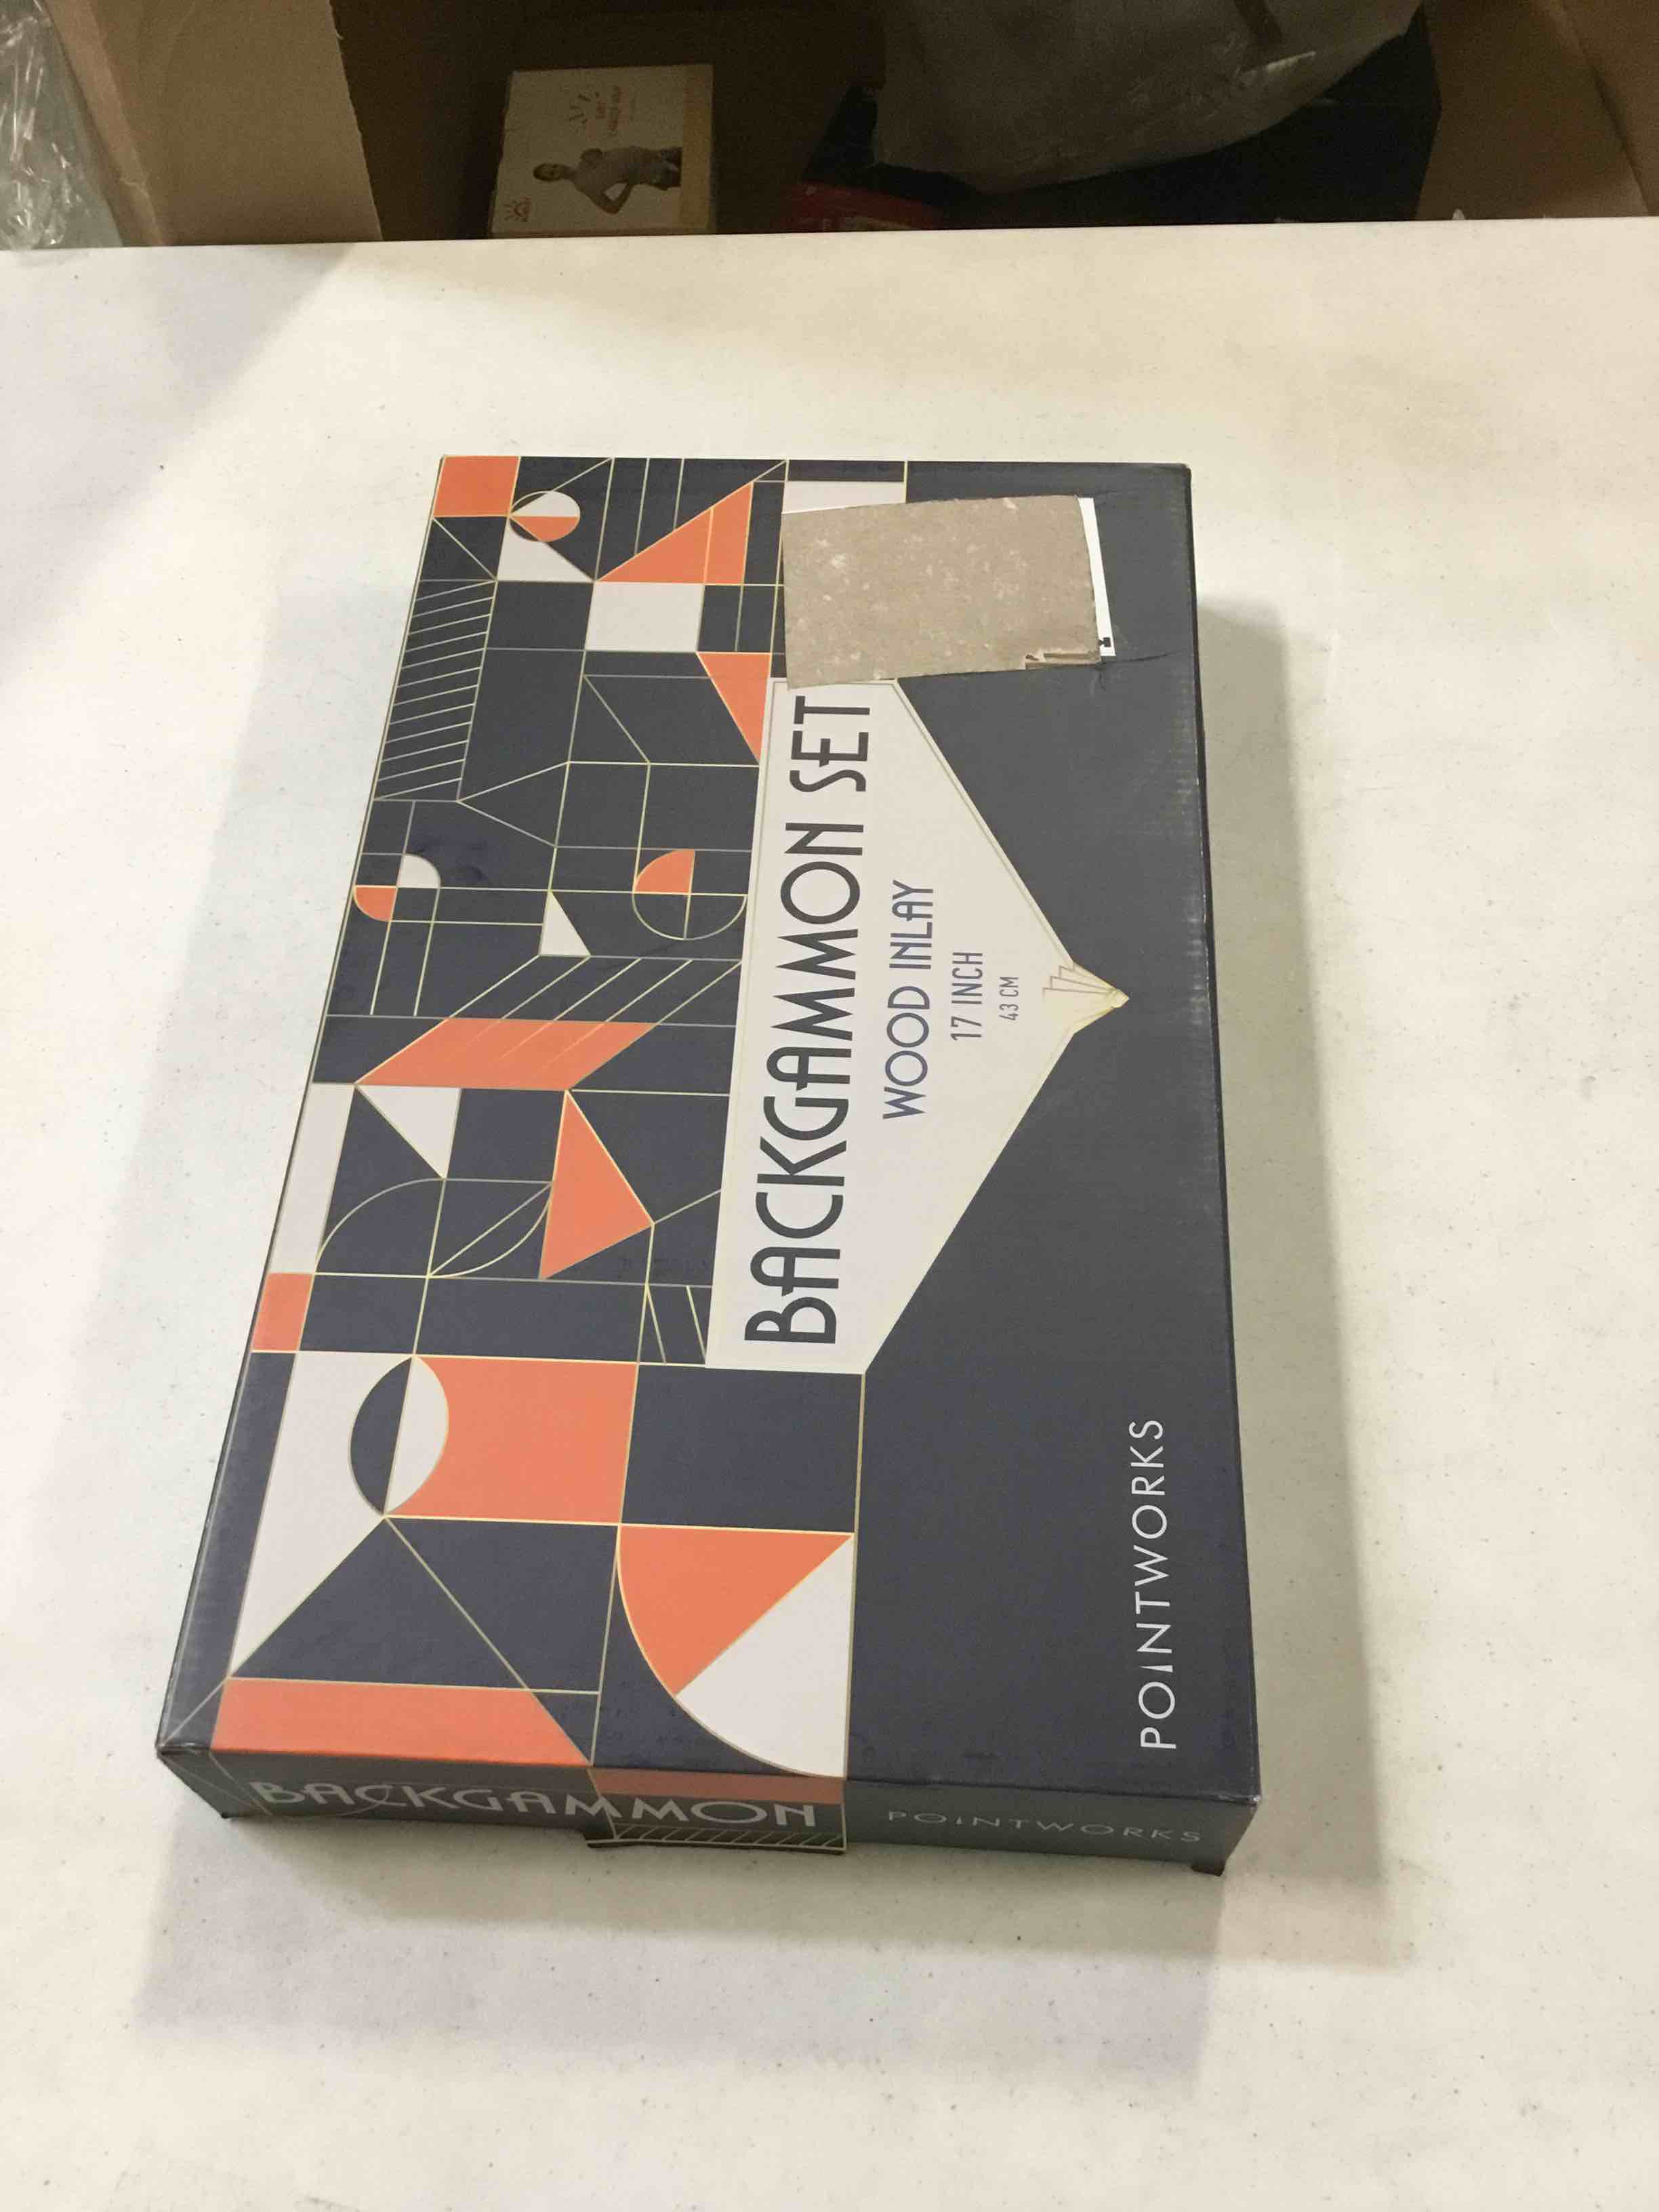 BACKGAMMON SET
WOOD INLAY
17 INCH
43 CM
POINTWORKS
BACKGAMMON
POINTWORKS